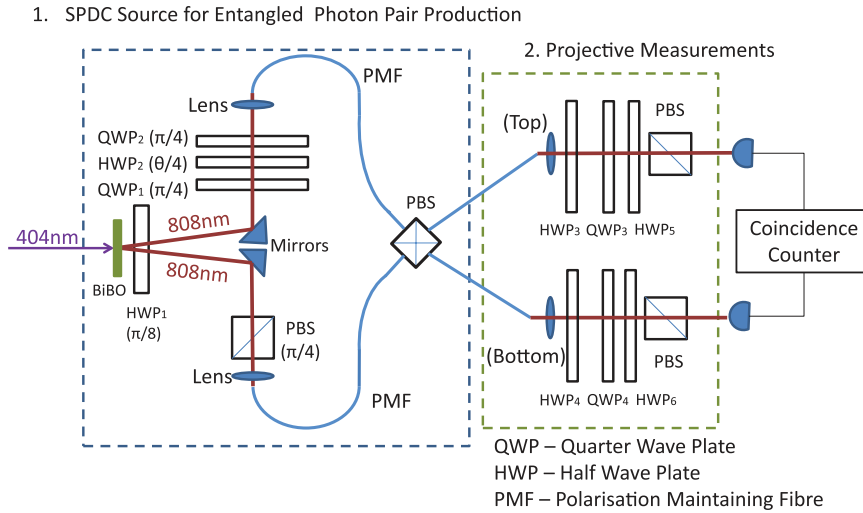 1. SPDC Source for Entangled Photon Pair Production
2. Projective Measurements
PMF
Lens
(Top)
PBS
QWP₂ (π/4)
HWP₂ (θ/4)
QWP₁ (π/4)
PBS
808nm
404nm
Mirrors
HWP₃ QWP₃ HWP₅
Coincidence
Counter
808nm
BiBO
HWP₁
(π/8)
PBS
(π/4)
Lens
(Bottom)
PBS
PMF
HWP₄ QWP₄ HWP₆
QWP – Quarter Wave Plate
HWP – Half Wave Plate
PMF – Polarisation Maintaining Fibre